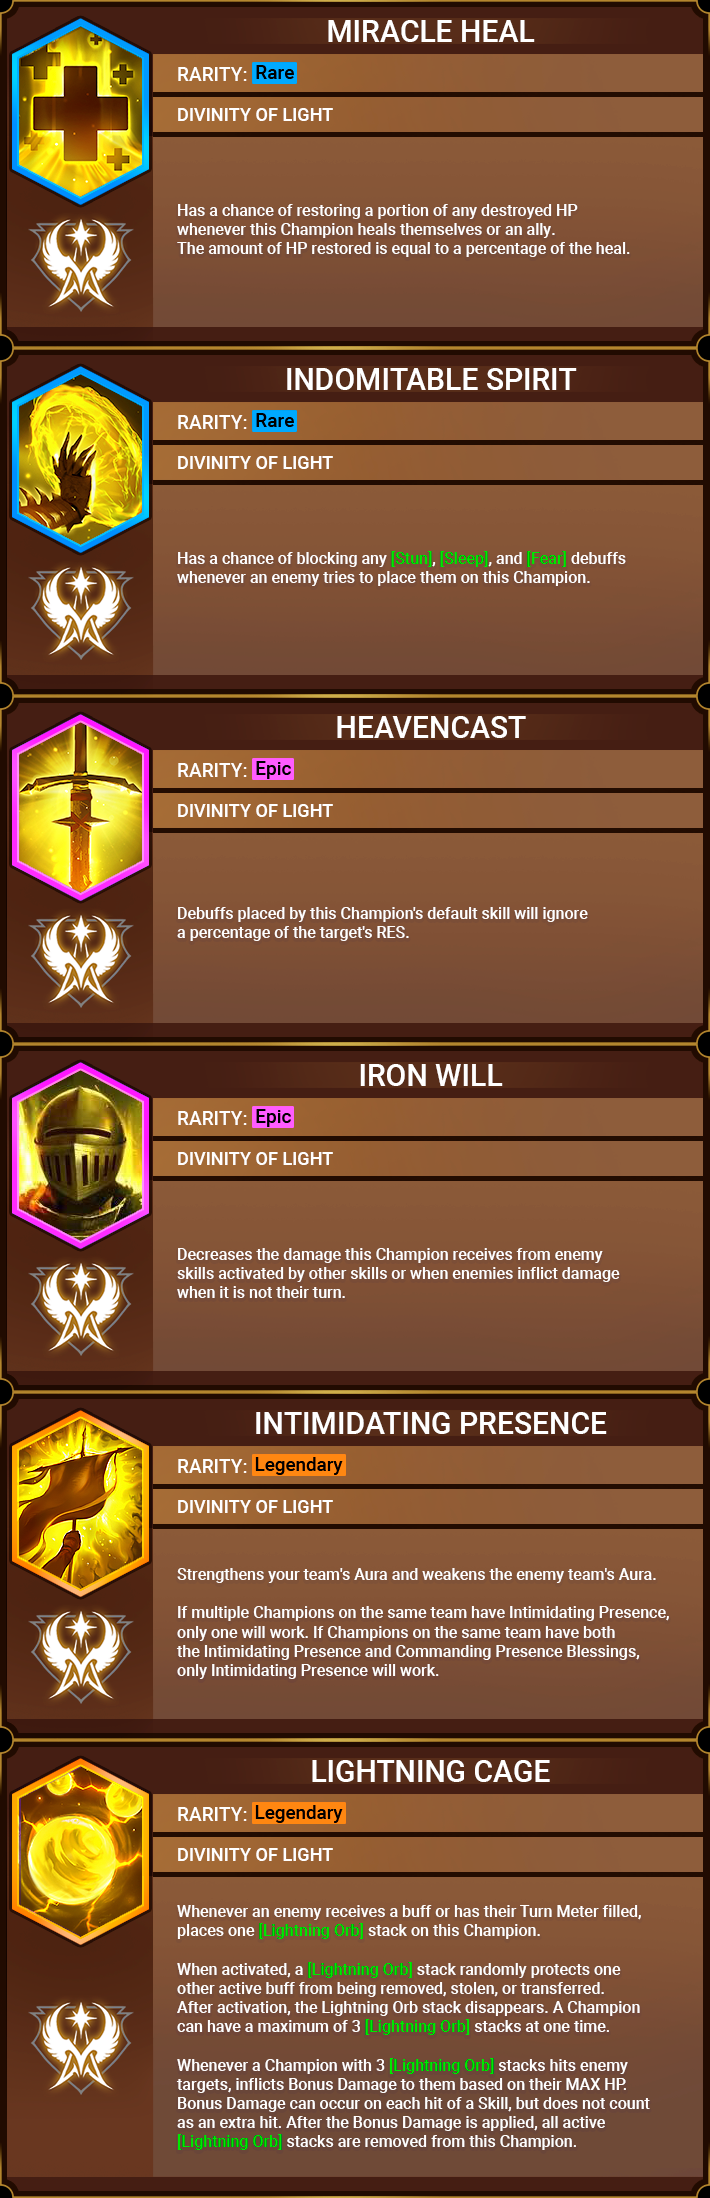 MIRACLE HEAL
RARITY: Rare
DIVINITY OF LIGHT
Has a chance of restoring a portion of any destroyed HP
whenever this Champion heals themselves or an ally.
The amount of HP restored is equal to a percentage of the heal.
INDOMITABLE SPIRIT
RARITY: Rare
DIVINITY OF LIGHT
Has a chance of blocking any [Stun], [Sleep], and [Fear] debuffs
whenever an enemy tries to place them on this Champion.
HEAVENCAST
RARITY: Epic
DIVINITY OF LIGHT
Debuffs placed by this Champion's default skill will ignore
a percentage of the target's RES.
IRON WILL
RARITY: Epic
DIVINITY OF LIGHT
Decreases the damage this Champion receives from enemy
skills activated by other skills or when enemies inflict damage
when it is not their turn.
INTIMIDATING PRESENCE
RARITY: Legendary
DIVINITY OF LIGHT
Strengthens your team's Aura and weakens the enemy team's Aura.
If multiple Champions on the same team have Intimidating Presence,
only one will work. If Champions on the same team have both
the Intimidating Presence and Commanding Presence Blessings,
only Intimidating Presence will work.
LIGHTNING CAGE
RARITY: Legendary
DIVINITY OF LIGHT
Whenever an enemy receives a buff or has their Turn Meter filled,
places one [Lightning Orb] stack on this Champion.
When activated, a [Lightning Orb] stack randomly protects one
other active buff from being removed, stolen, or transferred.
After activation, the Lightning Orb stack disappears. A Champion
can have a maximum of 3 [Lightning Orb] stacks at one time.
Whenever a Champion with 3 [Lightning Orb] stacks hits enemy
targets, inflicts Bonus Damage to them based on their MAX HP.
Bonus Damage can occur on each hit of a Skill, but does not count
as an extra hit. After the Bonus Damage is applied, all active
[Lightning Orb] stacks are removed from this Champion.